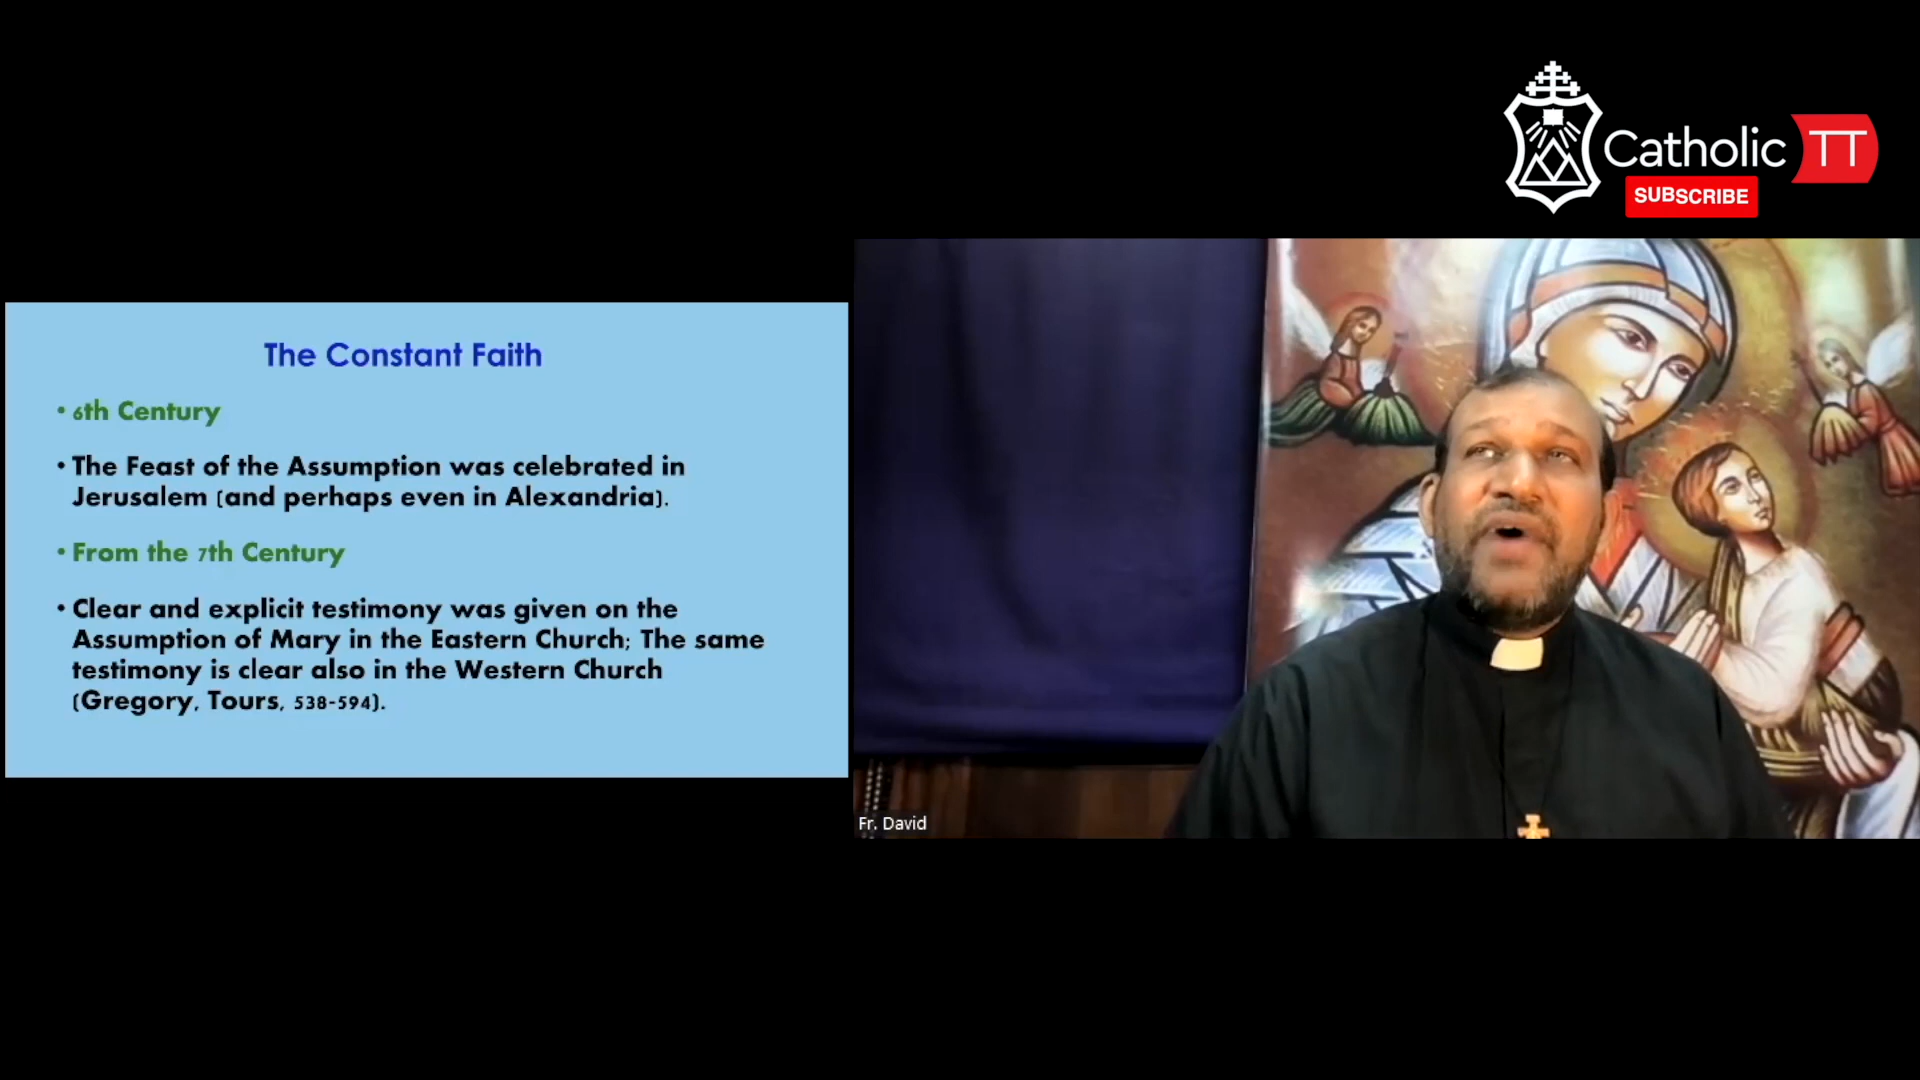 Catholic TT
SUBSCRIBE
The Constant Faith
• 6th Century
• The Feast of the Assumption was celebrated in
Jerusalem (and perhaps even in Alexandria).
• From the 7th Century
• Clear and explicit testimony was given on the
Assumption of Mary in the Eastern Church; The same
testimony is clear also in the Western Church
(Gregory, Tours, 538-594).
Fr. David